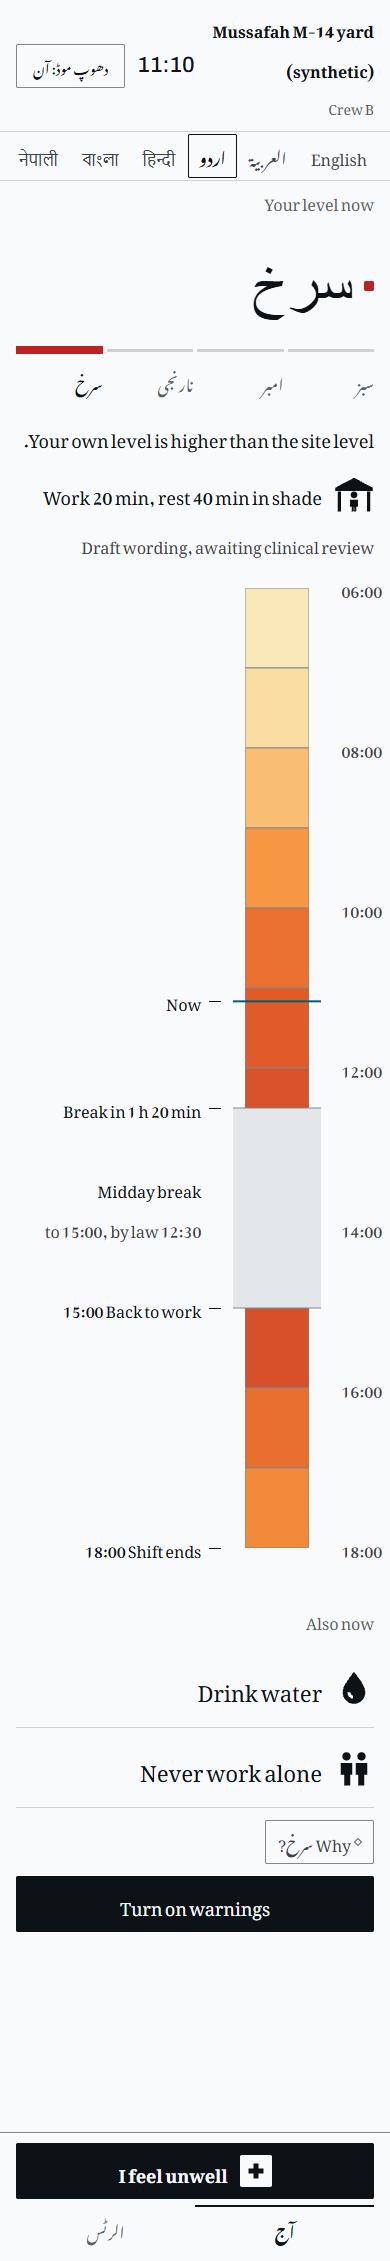 Mussafah M-14 yard
(synthetic)
Crew B
11:10
دھوپ موڈ: آن
English
العربية
اردو
हिन्दी
বাংলা
नेपाली
Your level now
سرخ
سبز
امبر
نارنجی
سرخ
.Your own level is higher than the site level
Work 20 min, rest 40 min in shade
Draft wording, awaiting clinical review
06:00
08:00
10:00
Now
12:00
Break in 1 h 20 min
Midday break
to 15:00, by law 12:30
14:00
15:00 Back to work
16:00
18:00 Shift ends
18:00
Also now
Drink water
Never work alone
Why سرخ?
Turn on warnings
I feel unwell
آج
الرٹس